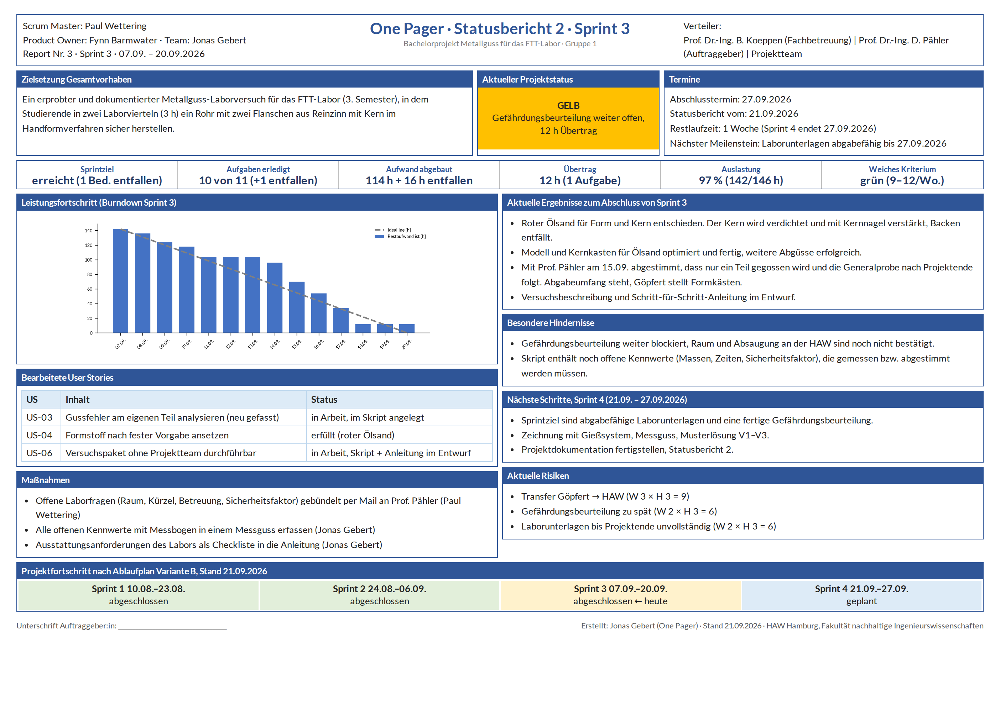 Scrum Master: Paul Wettering
Product Owner: Fynn Barmwater · Team: Jonas Gebert
Report Nr. 3 · Sprint 3 · 07.09. – 20.09.2026
One Pager · Statusbericht 2 · Sprint 3
Bachelorprojekt Metallguss für das FTT-Labor · Gruppe 1
Verteiler:
Prof. Dr.-Ing. B. Koeppen (Fachbetreuung) | Prof. Dr.-Ing. D. Pähler
(Auftraggeber) | Projektteam
Zielsetzung Gesamtvorhaben
Ein erprobter und dokumentierter Metallguss-Laborversuch für das FTT-Labor (3. Semester), in dem
Studierende in zwei Laborvierteln (3 h) ein Rohr mit zwei Flanschen aus Reinzinn mit Kern im
Handformverfahren sicher herstellen.
Aktueller Projektstatus
GELB
Gefährdungsbeurteilung weiter offen,
12 h Übertrag
Termine
Abschlusstermin: 27.09.2026
Statusbericht vom: 21.09.2026
Restlaufzeit: 1 Woche (Sprint 4 endet 27.09.2026)
Nächster Meilenstein: Laborunterlagen abgabefähig bis 27.09.2026
Sprintziel
erreicht (1 Bed. entfallen)
Aufgaben erledigt
10 von 11 (+1 entfallen)
Aufwand abgebaut
114 h + 16 h entfallen
Übertrag
12 h (1 Aufgabe)
Auslastung
97 % (142/146 h)
Weiches Kriterium
grün (9–12/Wo.)
Leistungsfortschritt (Burndown Sprint 3)
140
120
100
80
60
40
20
0
Idealline [h]
Restaufwand ist [h]
07.09. 08.09. 09.09. 10.09. 11.09. 12.09. 13.09. 14.09. 15.09. 16.09. 17.09. 18.09. 19.09. 20.09.
Bearbeitete User Stories
US Inhalt Status
US-03 Gussfehler am eigenen Teil analysieren (neu gefasst) in Arbeit, im Skript angelegt
US-04 Formstoff nach fester Vorgabe ansetzen erfüllt (roter Ölsand)
US-06 Versuchspaket ohne Projektteam durchführbar in Arbeit, Skript + Anleitung im Entwurf
Maßnahmen
• Offene Laborfragen (Raum, Kürzel, Betreuung, Sicherheitsfaktor) gebündelt per Mail an Prof. Pähler (Paul
Wettering)
• Alle offenen Kennwerte mit Messbogen in einem Messguss erfassen (Jonas Gebert)
• Ausstattungsanforderungen des Labors als Checkliste in die Anleitung (Jonas Gebert)
Aktuelle Ergebnisse zum Abschluss von Sprint 3
• Roter Ölsand für Form und Kern entschieden. Der Kern wird verdichtet und mit Kernnagel verstärkt, Backen
entfällt.
• Modell und Kernkasten für Ölsand optimiert und fertig, weitere Abgüsse erfolgreich.
• Mit Prof. Pähler am 15.09. abgestimmt, dass nur ein Teil gegossen wird und die Generalprobe nach Projektende
folgt. Abgabeumfang steht, Göpfert stellt Formkästen.
• Versuchsbeschreibung und Schritt-für-Schritt-Anleitung im Entwurf.
Besondere Hindernisse
• Gefährdungsbeurteilung weiter blockiert, Raum und Absaugung an der HAW sind noch nicht bestätigt.
• Skript enthält noch offene Kennwerte (Massen, Zeiten, Sicherheitsfaktor), die gemessen bzw. abgestimmt
werden müssen.
Nächste Schritte, Sprint 4 (21.09. – 27.09.2026)
• Sprintziel sind abgabefähige Laborunterlagen und eine fertige Gefährdungsbeurteilung.
• Zeichnung mit Gießsystem, Messguss, Musterlösung V1–V3.
• Projektdokumentation fertigstellen, Statusbericht 2.
Aktuelle Risiken
• Transfer Göpfert → HAW (W 3 × H 3 = 9)
• Gefährdungsbeurteilung zu spät (W 2 × H 3 = 6)
• Laborunterlagen bis Projektende unvollständig (W 2 × H 3 = 6)
Projektfortschritt nach Ablaufplan Variante B, Stand 21.09.2026
Sprint 1 10.08.–23.08.
abgeschlossen
Sprint 2 24.08.–06.09.
abgeschlossen
Sprint 3 07.09.–20.09.
abgeschlossen ← heute
Sprint 4 21.09.–27.09.
geplant
Unterschrift Auftraggeber:in: ________________________
Erstellt: Jonas Gebert (One Pager) · Stand 21.09.2026 · HAW Hamburg, Fakultät nachhaltige Ingenieurswissenschaften